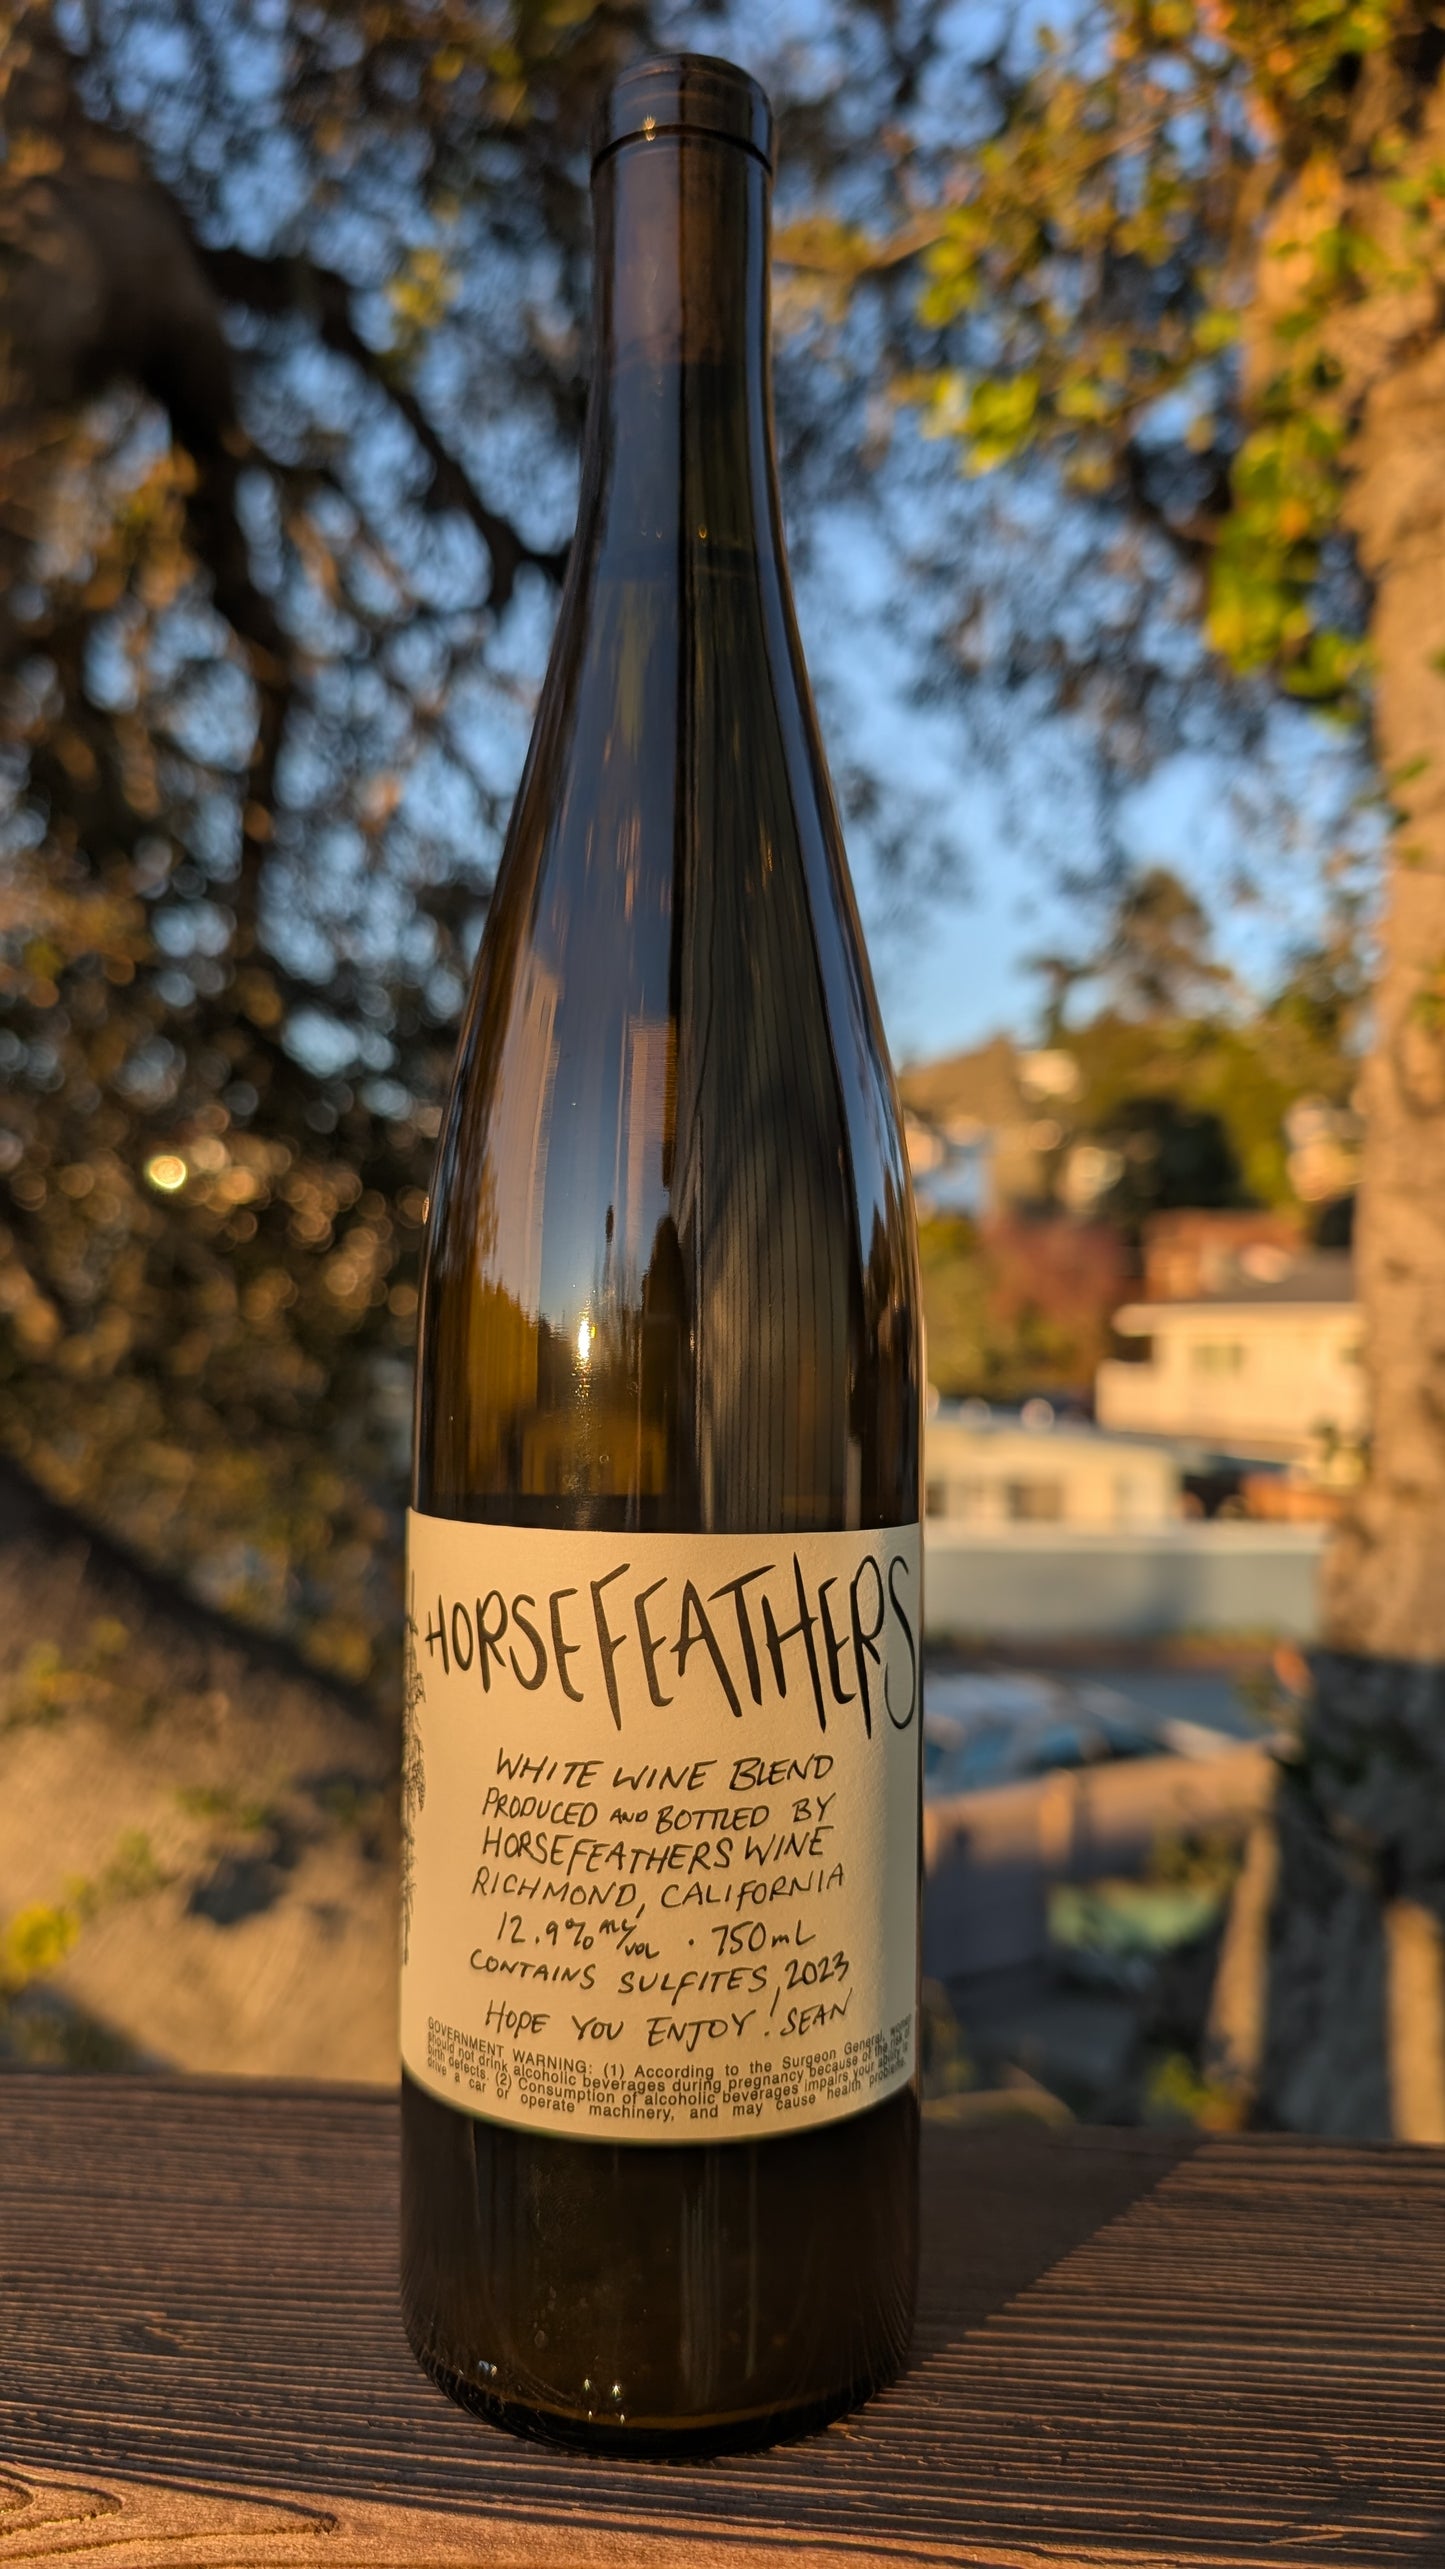 HORSEFEATHERS
WHITE WINE BLEND
PRODUCED AND BOTTLED BY
HORSEFEATHERS WINE
RICHMOND, CALIFORNIA
12.9% ALC/VOL · 750mL
CONTAINS SULFITES, 2023
HOPE YOU ENJOY! SEAN
GOVERNMENT WARNING: (1) According to the Surgeon General, women
should not drink alcoholic beverages during pregnancy because of the risk of
birth defects. (2) Consumption of alcoholic beverages impairs your ability to
drive a car or operate machinery, and may cause health problems.